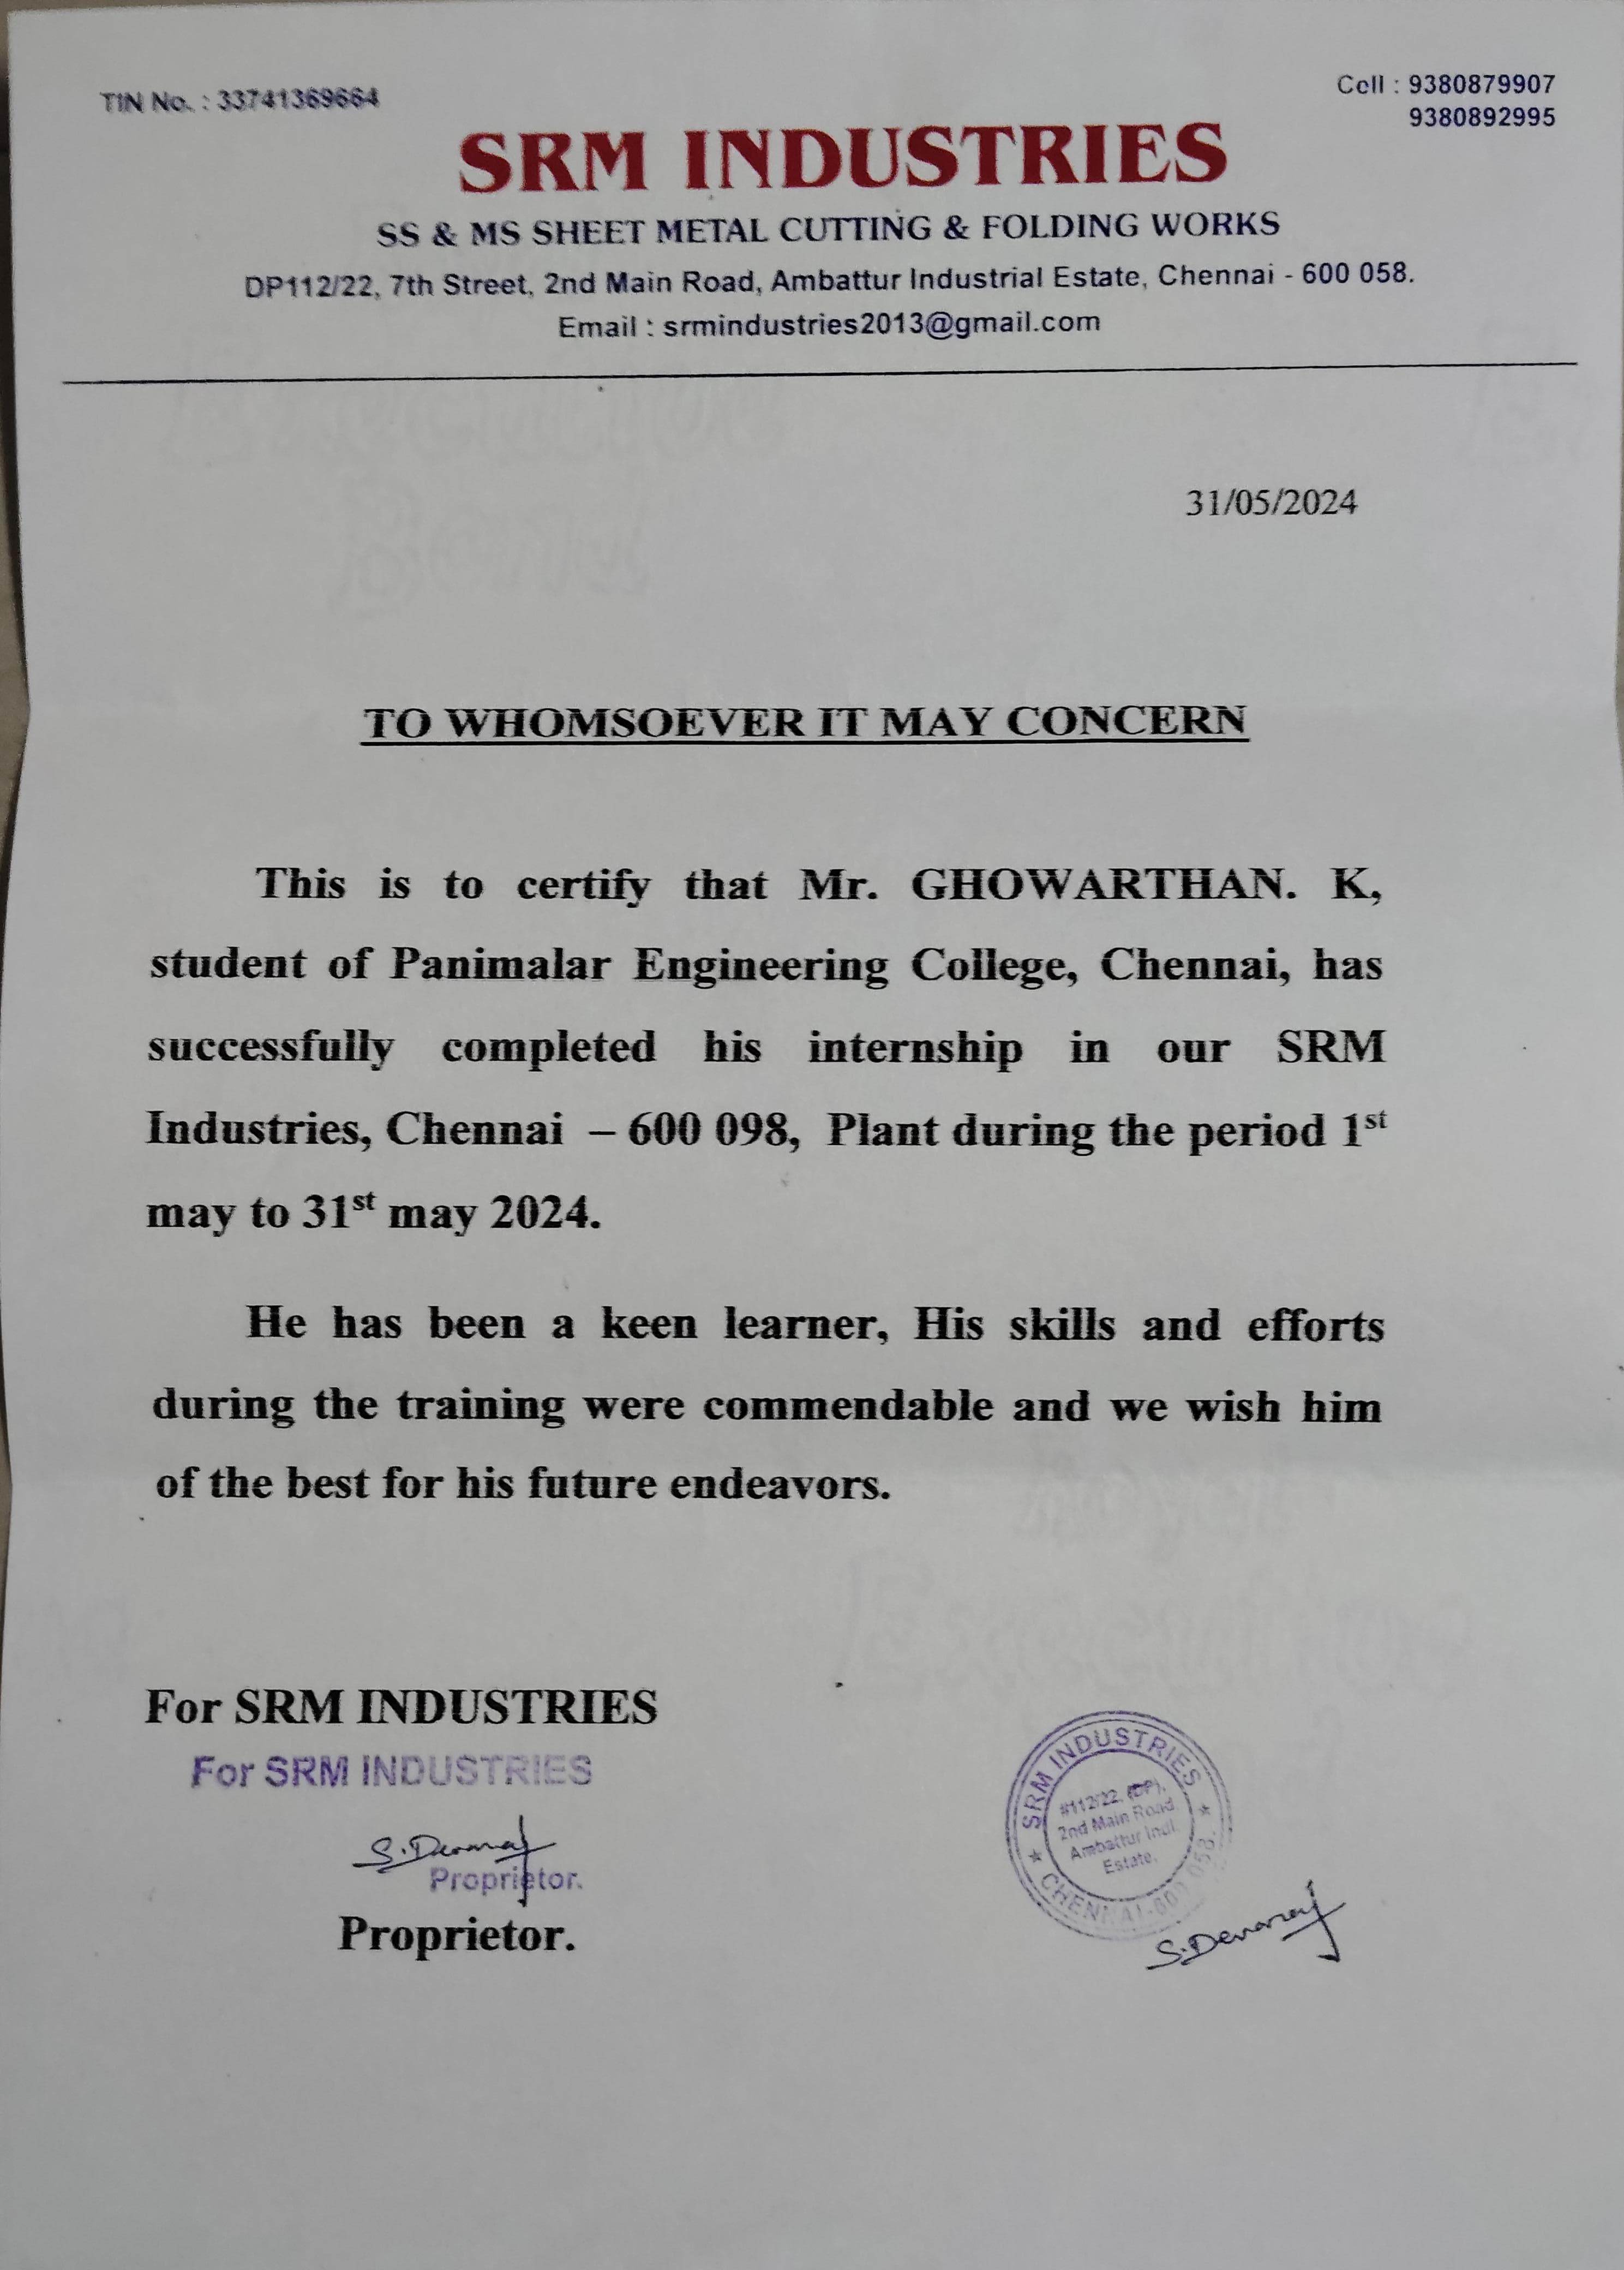 TIN No. : 33741369664
Cell : 9380879907
9380892995
SRM INDUSTRIES
SS & MS SHEET METAL CUTTING & FOLDING WORKS
DP112/22, 7th Street, 2nd Main Road, Ambattur Industrial Estate, Chennai - 600 058.
Email : srmindustries2013@gmail.com
31/05/2024
TO WHOMSOEVER IT MAY CONCERN
This is to certify that Mr. GHOWARTHAN. K,
student of Panimalar Engineering College, Chennai, has
successfully completed his internship in our SRM
Industries, Chennai – 600 098, Plant during the period 1st
may to 31st may 2024.
He has been a keen learner, His skills and efforts
during the training were commendable and we wish him
of the best for his future endeavors.
For SRM INDUSTRIES
For SRM INDUSTRIES
Proprietor.
Proprietor.
SRM INDUSTRIES
#112/22, (DP),
2nd Main Road
Ambattur Indl.
Estate,
CHENNAI-600 058.
S.Devaraj